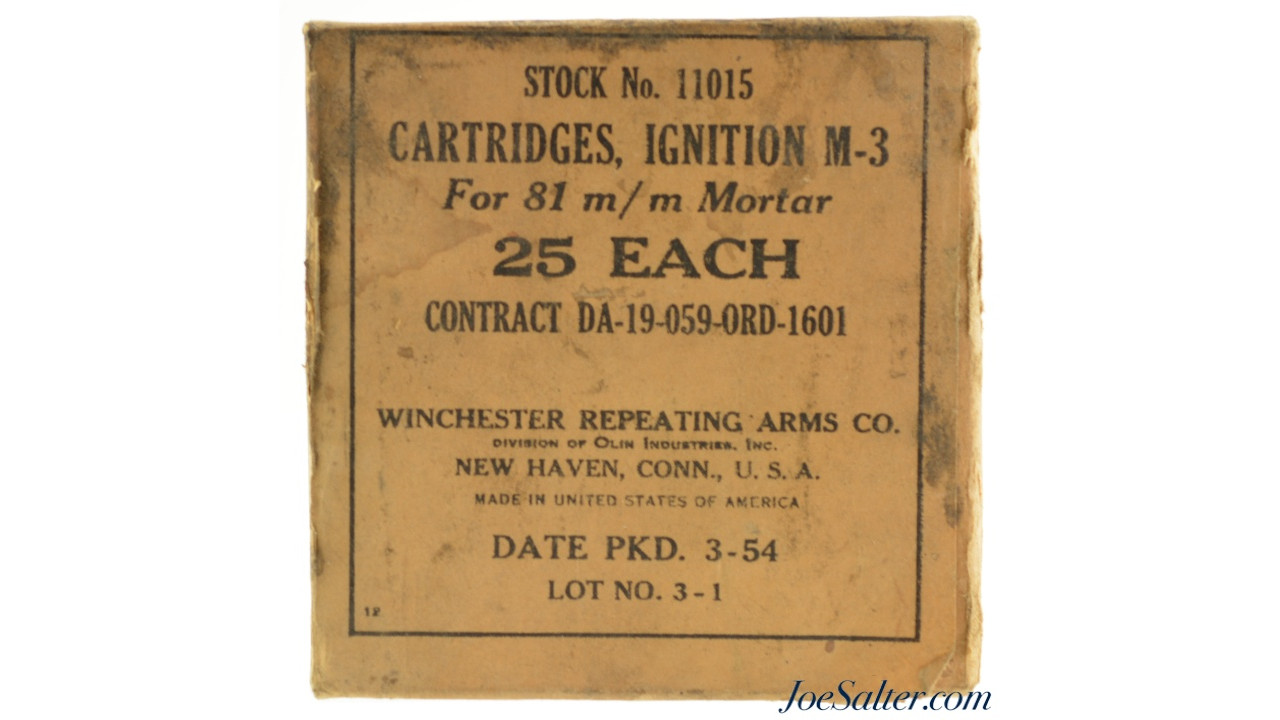 STOCK No. 11015
CARTRIDGES, IGNITION M-3
For 81 m/m Mortar
25 EACH
CONTRACT DA-19-059-ORD-1601
WINCHESTER REPEATING ARMS CO.
DIVISION OF OLIN INDUSTRIES, INC.
NEW HAVEN, CONN., U. S. A.
MADE IN UNITED STATES OF AMERICA
DATE PKD. 3-54
LOT NO. 3-1
12
JoeSalter.com